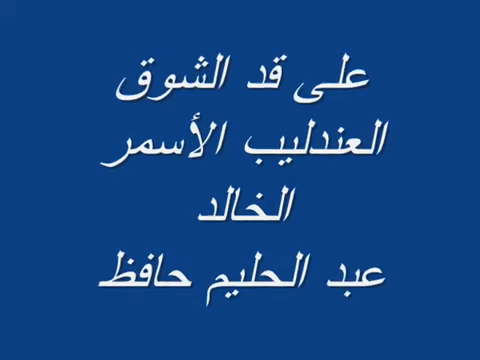 على قد الشوق
العندليب الأسمر
الخالد
عبد الحليم حافظ